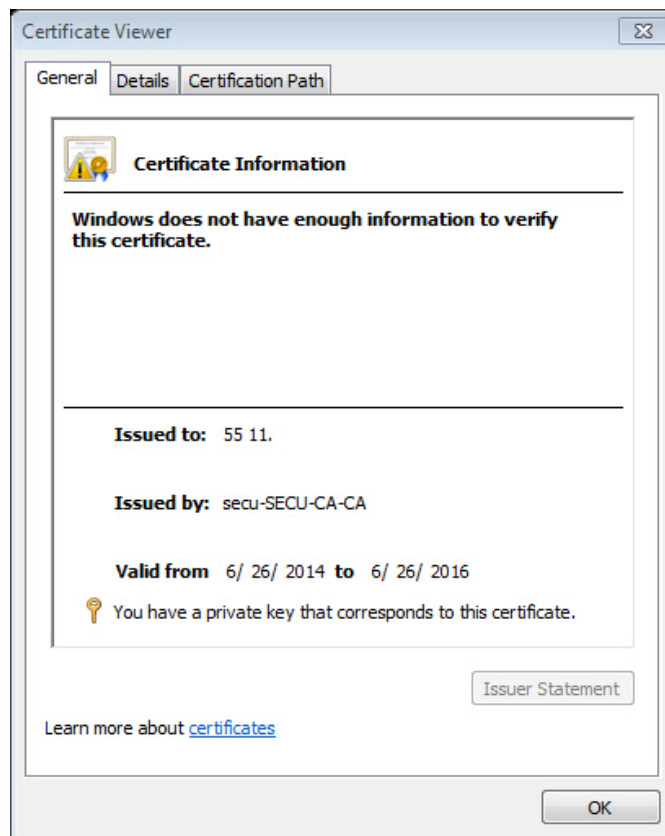 Certificate Viewer
General Details Certification Path
Certificate Information
Windows does not have enough information to verify
this certificate.
Issued to: 55 11.
Issued by: secu-SECU-CA-CA
Valid from 6/ 26/ 2014 to 6/ 26/ 2016
You have a private key that corresponds to this certificate.
Issuer Statement
Learn more about certificates
OK